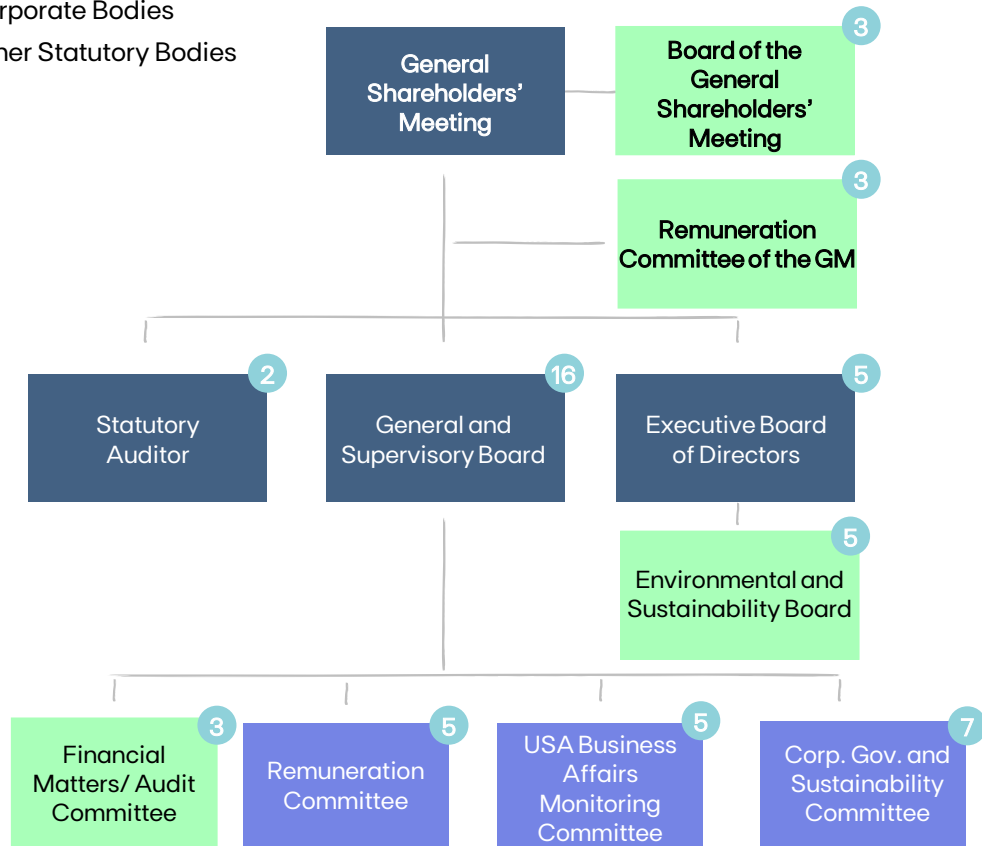 rporate Bodies
ner Statutory Bodies
General
Shareholders’
Meeting
3
Board of the
General
Shareholders’
Meeting
3
Remuneration
Committee of the GM
2
Statutory
Auditor
16
General and
Supervisory Board
5
Executive Board
of Directors
5
Environmental and
Sustainability Board
3
Financial
Matters/ Audit
Committee
5
Remuneration
Committee
5
USA Business
Affairs
Monitoring
Committee
7
Corp. Gov. and
Sustainability
Committee